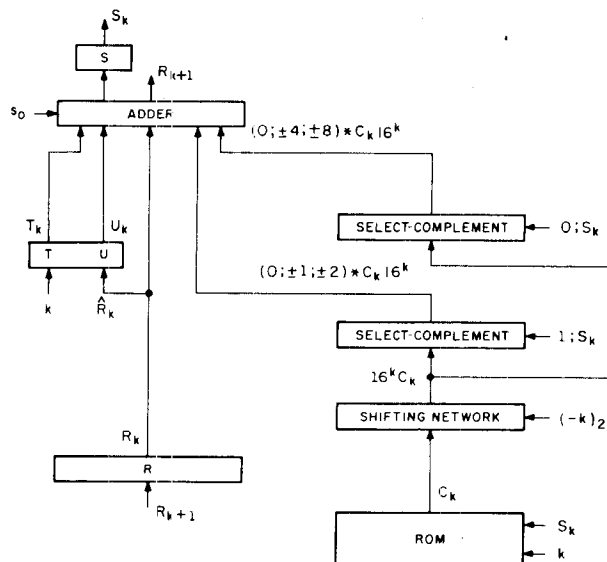 S_k
S
R_{k+1}
s_0
ADDER
(0;±4;±8)*C_k 16^k
T_k
U_k
SELECT-COMPLEMENT
0;S_k
T
U
(0;±1;±2)*C_k 16^k
k
R̂_k
SELECT-COMPLEMENT
1;S_k
16^k C_k
SHIFTING NETWORK
(-k)_2
R_k
R
C_k
R_{k+1}
ROM
S_k
k